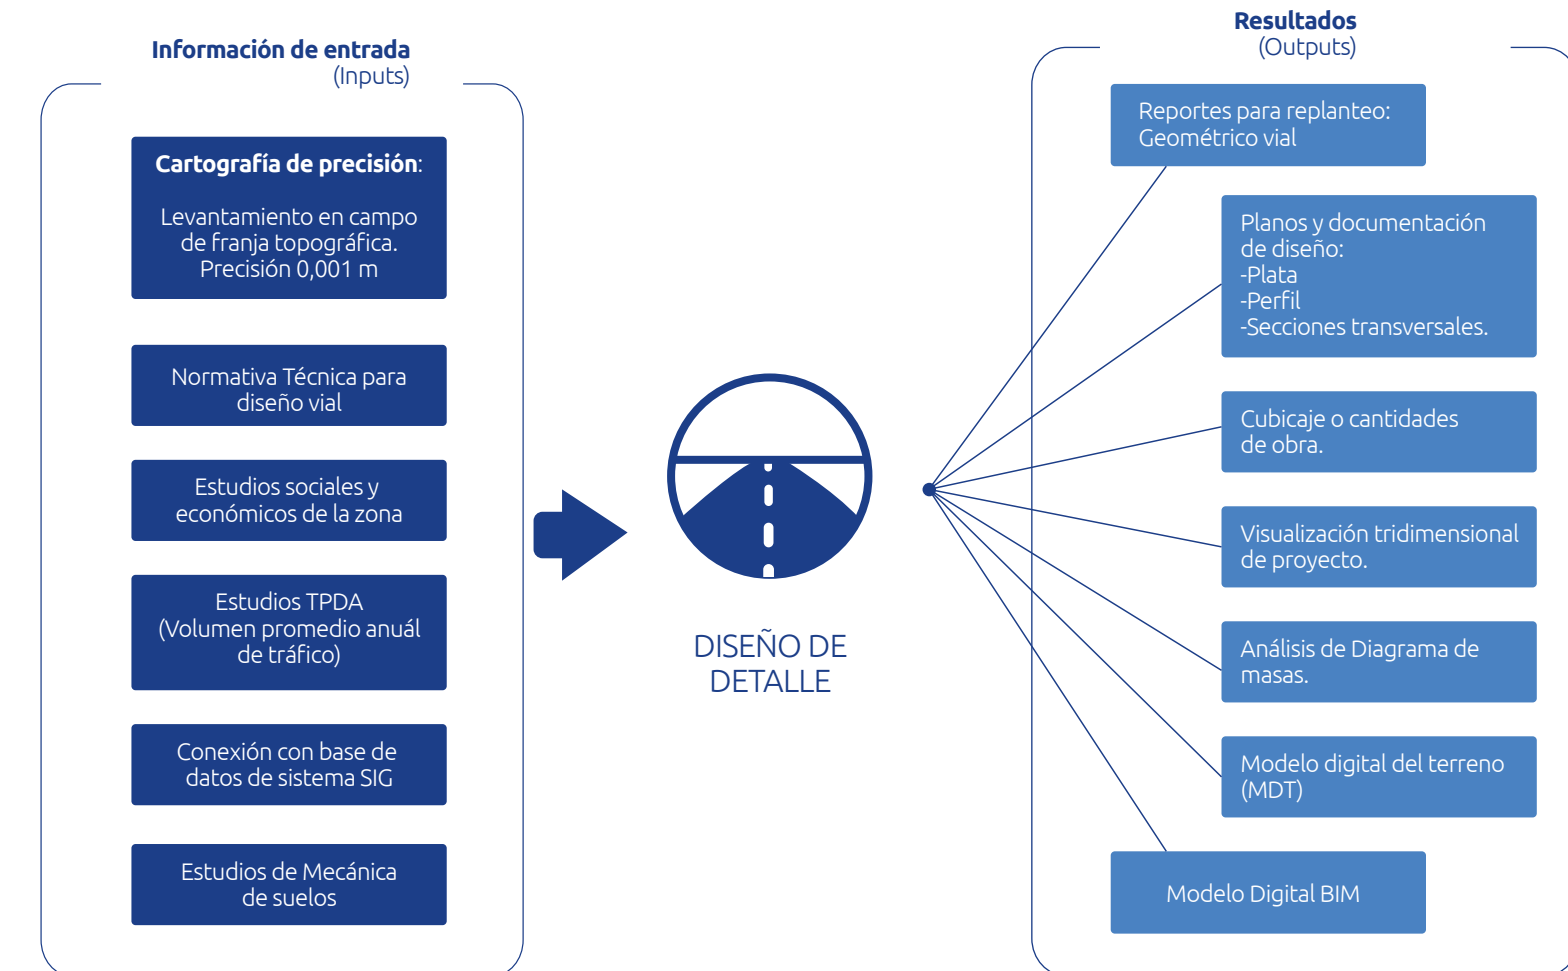 Información de entrada
(Inputs)
Cartografía de precisión:
Levantamiento en campo
de franja topográfica.
Precisión 0,001 m
Normativa Técnica para
diseño vial
Estudios sociales y
económicos de la zona
Estudios TPDA
(Volumen promedio anuál
de tráfico)
Conexión con base de
datos de sistema SIG
Estudios de Mecánica
de suelos
DISEÑO DE
DETALLE
Resultados
(Outputs)
Reportes para replanteo:
Geométrico vial
Planos y documentación
de diseño:
-Plata
-Perfil
-Secciones transversales.
Cubicaje o cantidades
de obra.
Visualización tridimensional
de proyecto.
Análisis de Diagrama de
masas.
Modelo digital del terreno
(MDT)
Modelo Digital BIM